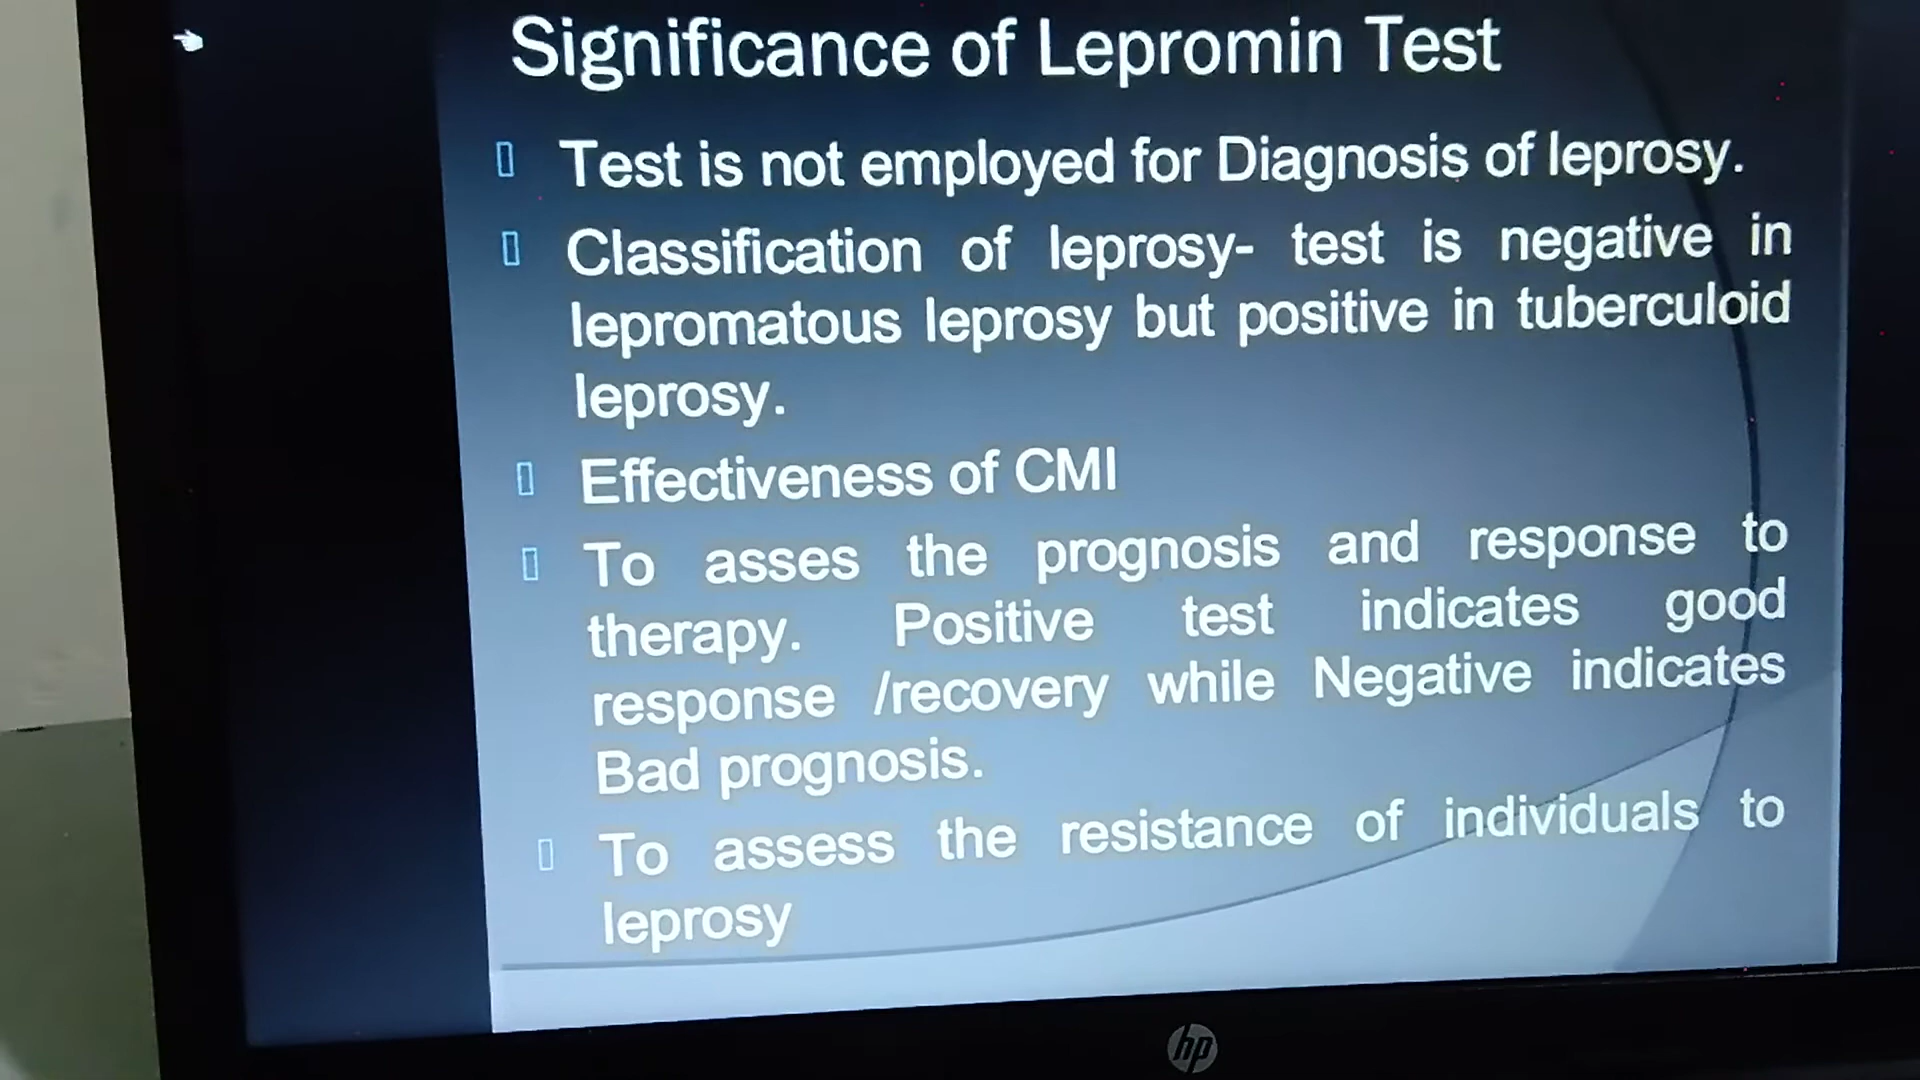 Significance of Lepromin Test
Test is not employed for Diagnosis of leprosy.
Classification of leprosy- test is negative in
lepromatous leprosy but positive in tuberculoid
leprosy.
Effectiveness of CMI
To asses the prognosis and response to
therapy. Positive test indicates good
response /recovery while Negative indicates
Bad prognosis.
To assess the resistance of individuals to
leprosy
hp